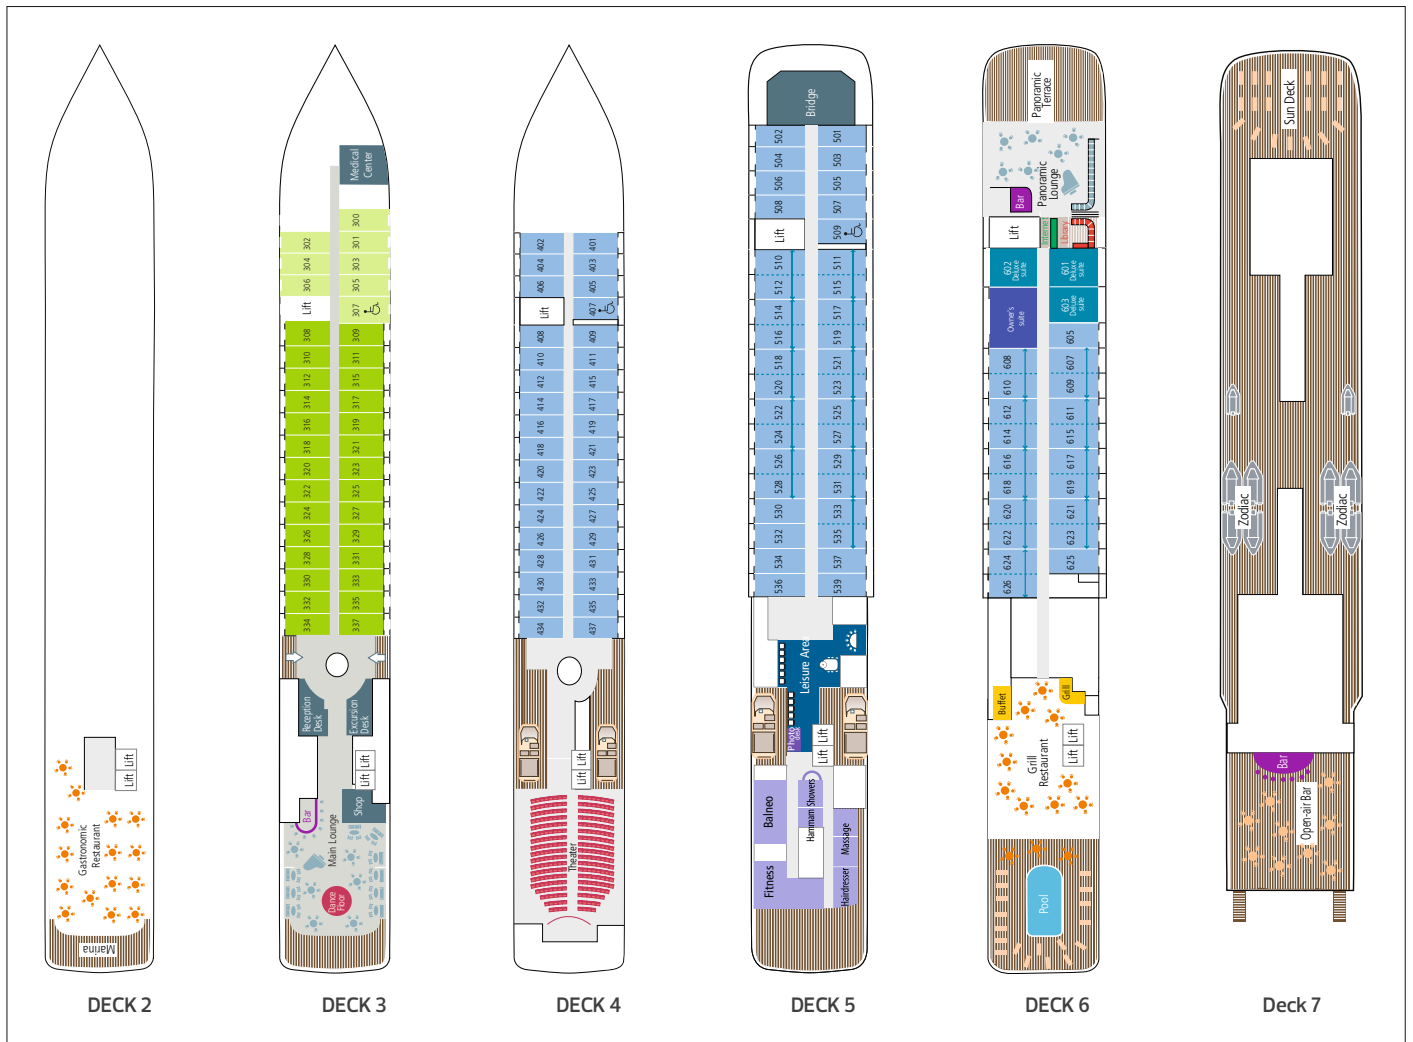 Gastronomic
Restaurant
Lift
Lift
Marina
DECK 2
Medical
Center
300
302
301
304
303
306
305
Lift
307
308
309
310
311
312
315
314
317
316
319
318
321
320
323
322
325
324
327
326
329
328
331
330
333
332
335
334
337
Reception
Desk
Excursion
Desk
Lift
Lift
Shop
Bar
Main Lounge
Dance
Floor
DECK 3
402
401
404
403
406
405
407
Lift
408
409
410
411
412
415
414
417
416
419
418
421
420
423
422
425
424
427
426
429
428
431
430
433
432
435
434
437
Lift
Lift
Theater
DECK 4
Bridge
502
501
504
503
506
505
508
507
Lift
509
510
511
512
515
514
517
516
519
518
521
520
523
522
525
524
527
526
529
528
531
530
533
532
535
534
537
536
539
Leisure Area
Photo
desk
Lift
Lift
Balneo
Hammam Showers
Massage
Fitness
Hairdresser
DECK 5
Panoramic
Terrace
Panoramic
Lounge
Bar
Lift
Internet
Library
602
Deluxe
suite
601
Deluxe
suite
Owner's
suite
603
Deluxe
suite
605
608
607
610
609
612
611
614
615
616
617
618
619
620
621
622
623
624
625
626
Buffet
Grill
Lift
Lift
Grill
Restaurant
Pool
DECK 6
Sun Deck
Zodiac
Zodiac
Bar
Open-air Bar
Deck 7